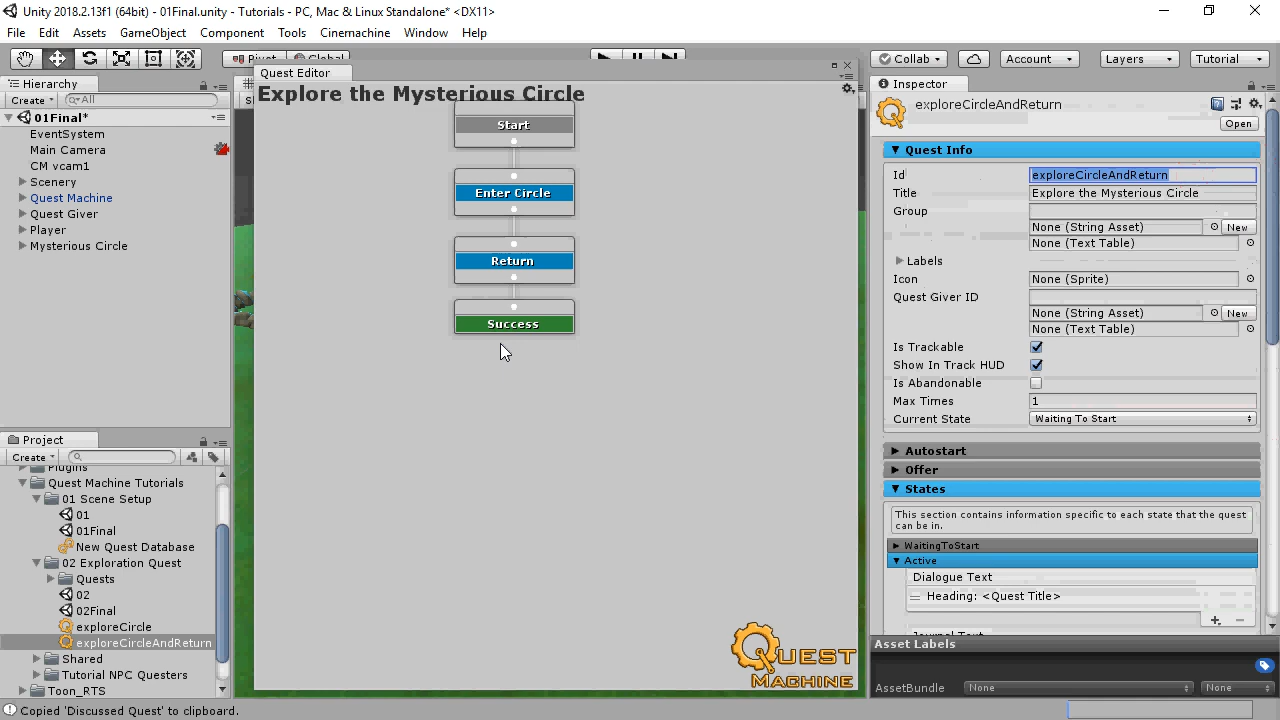 Unity 2018.2.13f1 (64bit) - 01Final.unity - Tutorials - PC, Mac & Linux Standalone* <DX11>
File Edit Assets GameObject Component Tools Cinemachine Window Help
Pivot Global Collab Account Layers Tutorial
Hierarchy
Create All
01Final*
EventSystem
Main Camera
CM vcam1
Scenery
Quest Machine
Quest Giver
Player
Mysterious Circle
Project
Create
Plugins
Quest Machine Tutorials
01 Scene Setup
01
01Final
New Quest Database
02 Exploration Quest
Quests
02
02Final
exploreCircle
exploreCircleAndReturn
Shared
Tutorial NPC Questers
Toon_RTS
Copied 'Discussed Quest' to clipboard.
Quest Editor
Explore the Mysterious Circle
Start
Enter Circle
Return
Success
QUEST
MACHINE
Inspector
exploreCircleAndReturn
Open
Quest Info
Id exploreCircleAndReturn
Title Explore the Mysterious Circle
Group
None (String Asset) New
None (Text Table)
Labels
Icon None (Sprite)
Quest Giver ID
None (String Asset) New
None (Text Table)
Is Trackable
Show In Track HUD
Is Abandonable
Max Times 1
Current State Waiting To Start
Autostart
Offer
States
This section contains information specific to each state that the quest
can be in.
WaitingToStart
Active
Dialogue Text
Heading: <Quest Title>
Journal Text
Asset Labels
AssetBundle None None